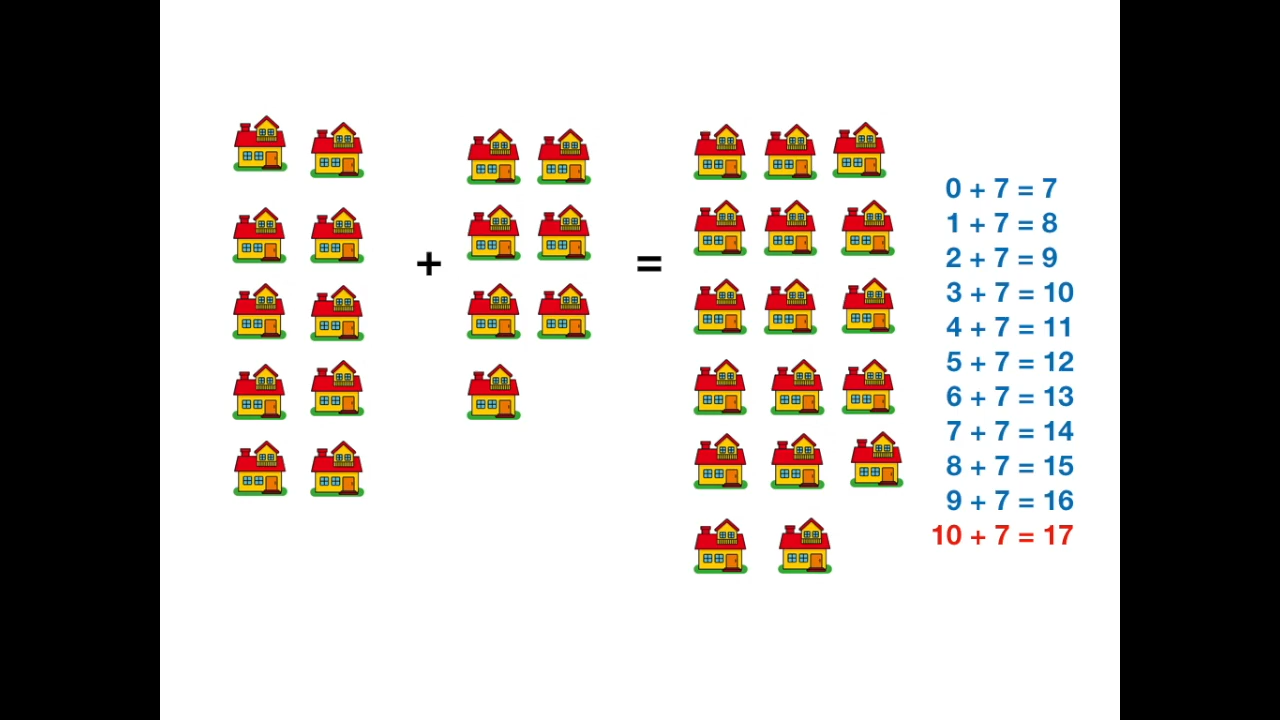 + =
0 + 7 = 7
1 + 7 = 8
2 + 7 = 9
3 + 7 = 10
4 + 7 = 11
5 + 7 = 12
6 + 7 = 13
7 + 7 = 14
8 + 7 = 15
9 + 7 = 16
10 + 7 = 17